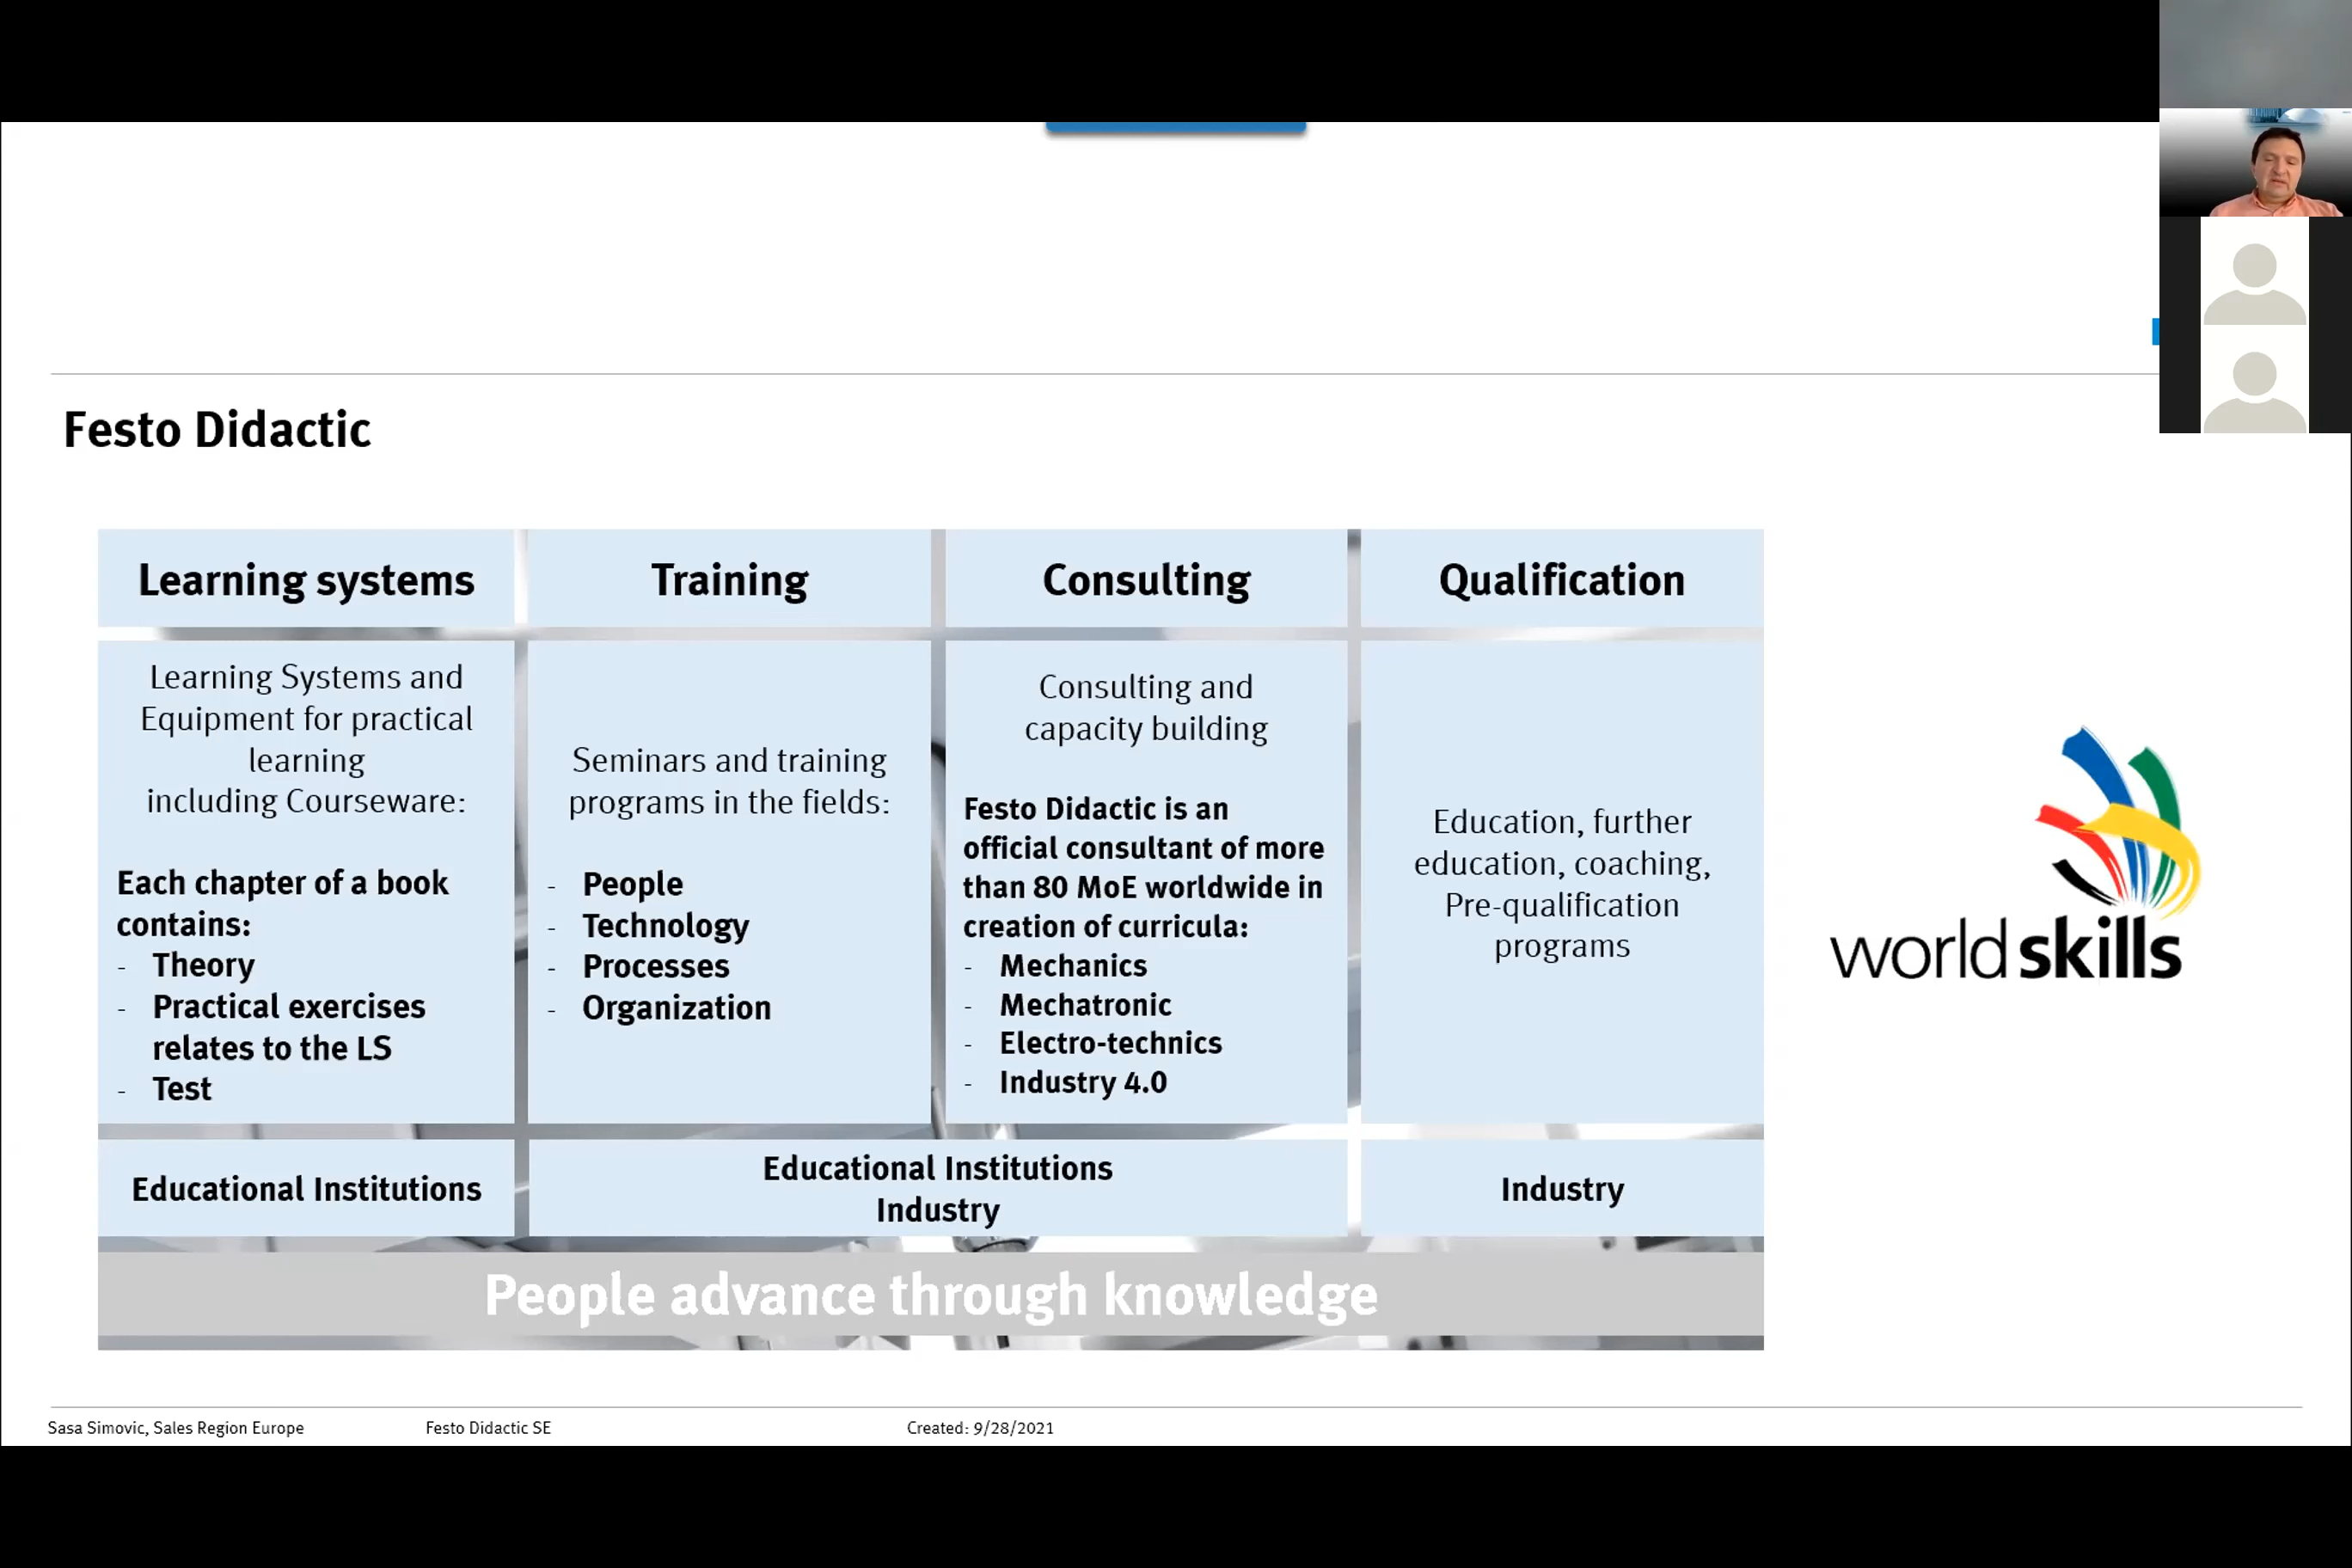 Festo Didactic
Learning systems
Training
Consulting
Qualification
Learning Systems and
Equipment for practical
learning
including Courseware:
Each chapter of a book
contains:
- Theory
- Practical exercises
relates to the LS
- Test
Seminars and training
programs in the fields:
- People
- Technology
- Processes
- Organization
Consulting and
capacity building
Festo Didactic is an
official consultant of more
than 80 MoE worldwide in
creation of curricula:
- Mechanics
- Mechatronic
- Electro-technics
- Industry 4.0
Education, further
education, coaching,
Pre-qualification
programs
Educational Institutions
Educational Institutions
Industry
Industry
People advance through knowledge
worldskills
Sasa Simovic, Sales Region Europe
Festo Didactic SE
Created: 9/28/2021